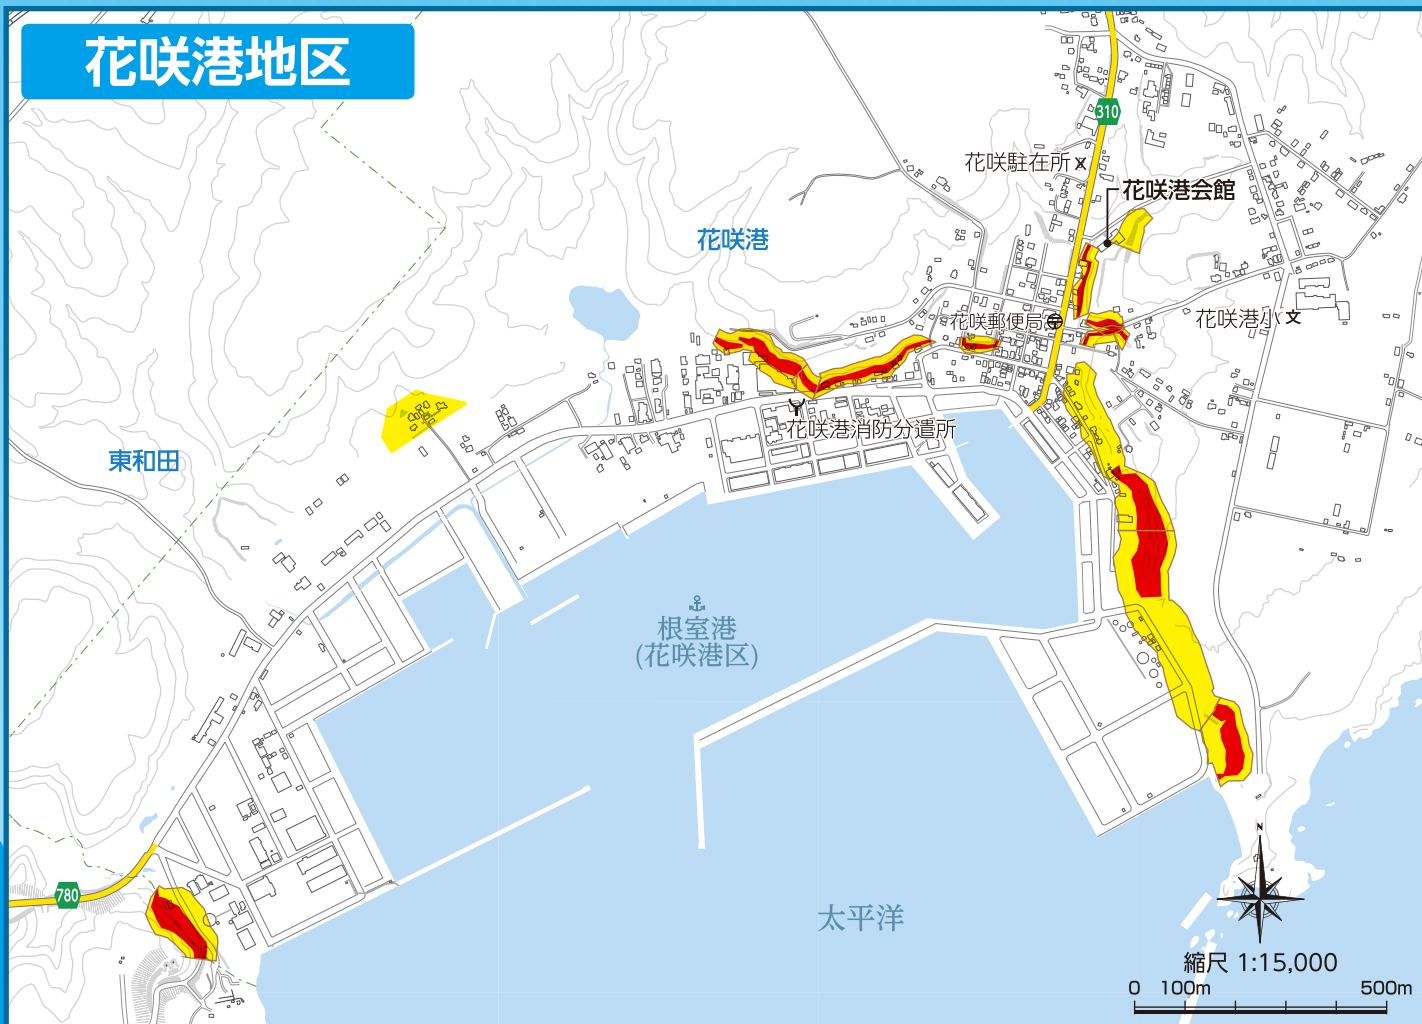 花咲港地区
310
花咲駐在所
花咲港会館
花咲港
花咲郵便局
花咲港小
文
花咲港消防分遣所
東和田
根室港
(花咲港区)
780
太平洋
N
縮尺 1:15,000
0 100m 500m